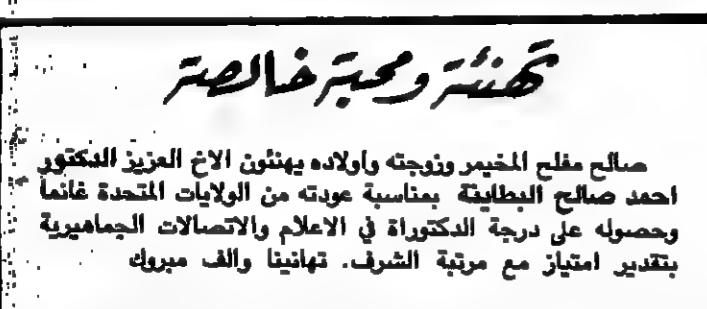 تهنئة ومحبة خالصة
صالح مفلح المخيمر وزوجته واولاده يهنئون الاخ العزيز الدكتور
احمد صالح البطاينة بمناسبة عودته من الولايات المتحدة غانما
وحصوله على درجة الدكتوراة في الاعلام والاتصالات الجماهيرية
بتقدير امتياز مع مرتبة الشرف. تهانينا والف مبروك